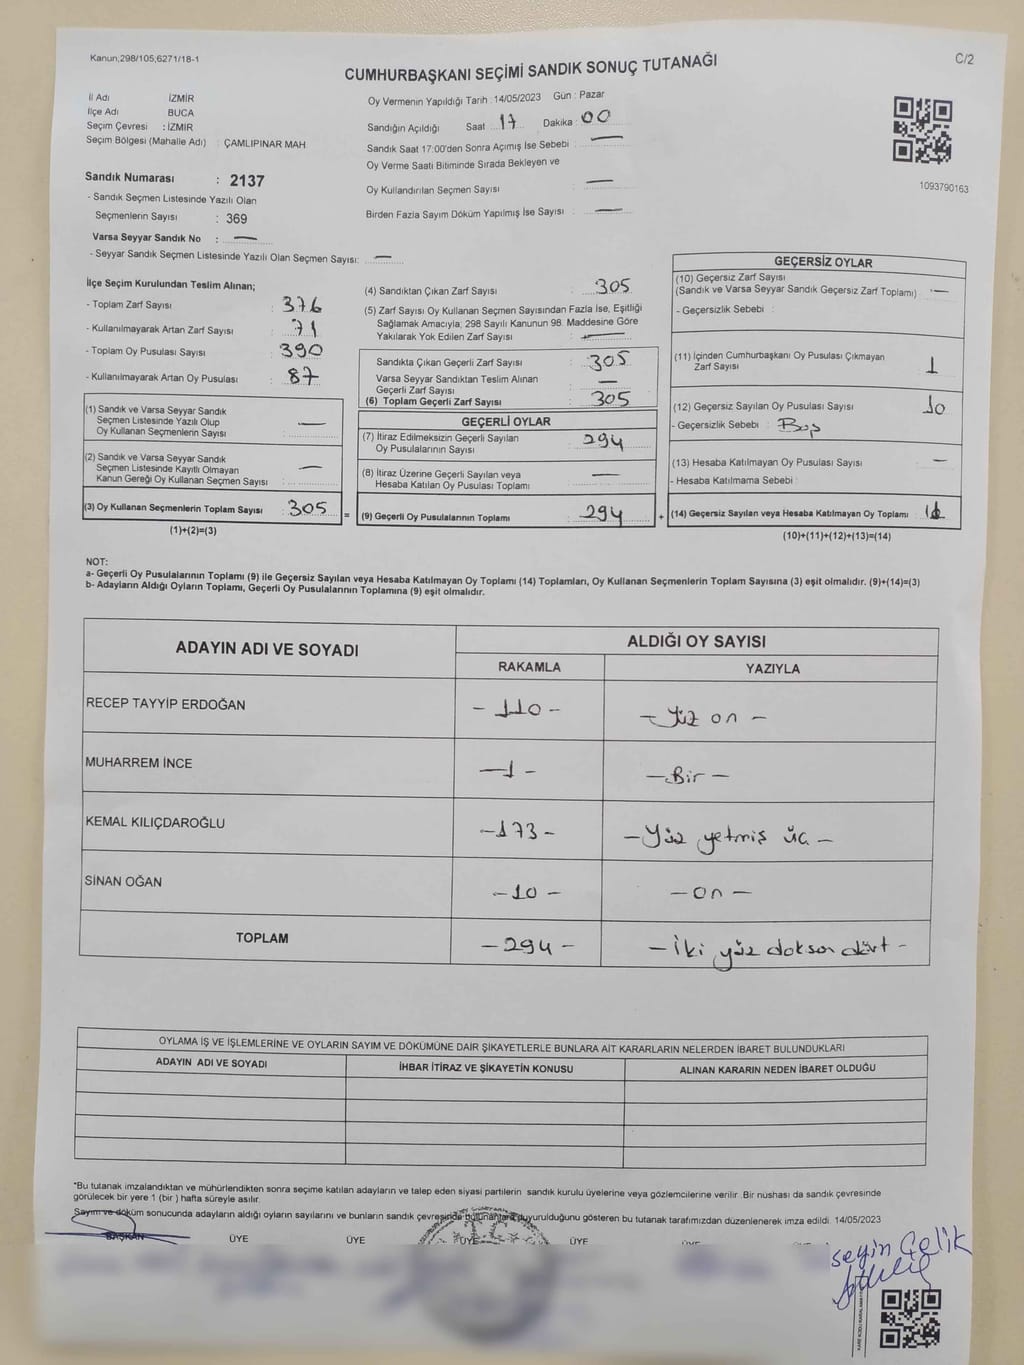 Kanun;298/105;6271/18-1
C/2
CUMHURBAŞKANI SEÇİMİ SANDIK SONUÇ TUTANAĞI
İl Adı İZMİR
İlçe Adı BUCA
Seçim Çevresi : İZMİR
Seçim Bölgesi (Mahalle Adı) : ÇAMLIPINAR MAH
Sandık Numarası : 2137
- Sandık Seçmen Listesinde Yazılı Olan
Seçmenlerin Sayısı : 369
Varsa Seyyar Sandık No : —
- Seyyar Sandık Seçmen Listesinde Yazılı Olan Seçmen Sayısı: —
Oy Vermenin Yapıldığı Tarih : 14/05/2023 Gün : Pazar
Sandığın Açıldığı Saat : 17 Dakika : 00
Sandık Saat 17:00'den Sonra Açımış İse Sebebi : —
Oy Verme Saati Bitiminde Sırada Bekleyen ve
Oy Kullandırılan Seçmen Sayısı : —
Birden Fazla Sayım Döküm Yapılmış İse Sayısı : —
1093790163
İlçe Seçim Kurulundan Teslim Alınan;
- Toplam Zarf Sayısı : 376
- Kullanılmayarak Artan Zarf Sayısı : 71
- Toplam Oy Pusulası Sayısı : 390
- Kullanılmayarak Artan Oy Pusulası : 87
(1) Sandık ve Varsa Seyyar Sandık
Seçmen Listesinde Yazılı Olup
Oy Kullanan Seçmenlerin Sayısı : —
(2) Sandık ve Varsa Seyyar Sandık
Seçmen Listesinde Kayıtlı Olmayan
Kanun Gereği Oy Kullanan Seçmen Sayısı : —
(3) Oy Kullanan Seçmenlerin Toplam Sayısı : 305 =
(1)+(2)=(3)
(4) Sandıktan Çıkan Zarf Sayısı : 305
(5) Zarf Sayısı Oy Kullanan Seçmen Sayısından Fazla İse, Eşitliği
Sağlamak Amacıyla; 298 Sayılı Kanunun 98. Maddesine Göre
Yakılarak Yok Edilen Zarf Sayısı : —
Sandıkta Çıkan Geçerli Zarf Sayısı : 305
Varsa Seyyar Sandıktan Teslim Alınan
Geçerli Zarf Sayısı : —
(6) Toplam Geçerli Zarf Sayısı : 305
GEÇERLİ OYLAR
(7) İtiraz Edilmeksizin Geçerli Sayılan
Oy Pusulalarının Sayısı : 294
(8) İtiraz Üzerine Geçerli Sayılan veya
Hesaba Katılan Oy Pusulası Toplamı : —
(9) Geçerli Oy Pusulalarının Toplamı : 294 +
GEÇERSİZ OYLAR
(10) Geçersiz Zarf Sayısı
(Sandık ve Varsa Seyyar Sandık Geçersiz Zarf Toplamı) : —
- Geçersizlik Sebebi :
(11) İçinden Cumhurbaşkanı Oy Pusulası Çıkmayan
Zarf Sayısı : 1
(12) Geçersiz Sayılan Oy Pusulası Sayısı : 10
- Geçersizlik Sebebi : Boş
(13) Hesaba Katılmayan Oy Pusulası Sayısı : —
- Hesaba Katılmama Sebebi :
(14) Geçersiz Sayılan veya Hesaba Katılmayan Oy Toplamı : 11
(10)+(11)+(12)+(13)=(14)
NOT:
a- Geçerli Oy Pusulalarının Toplamı (9) ile Geçersiz Sayılan veya Hesaba Katılmayan Oy Toplamı (14) Toplamları, Oy Kullanan Seçmenlerin Toplam Sayısına (3) eşit olmalıdır. (9)+(14)=(3)
b- Adayların Aldığı Oyların Toplamı, Geçerli Oy Pusulalarının Toplamına (9) eşit olmalıdır.
ADAYIN ADI VE SOYADI ALDIĞI OY SAYISI
RAKAMLA YAZIYLA
RECEP TAYYİP ERDOĞAN - 110 - - Yüz on -
MUHARREM İNCE - 1 - - Bir -
KEMAL KILIÇDAROĞLU - 173 - - Yüz yetmiş üç -
SİNAN OĞAN - 10 - - on -
TOPLAM - 294 - - İki yüz doksan dört -
OYLAMA İŞ VE İŞLEMLERİNE VE OYLARIN SAYIM VE DÖKÜMÜNE DAİR ŞİKAYETLERLE BUNLARA AİT KARARLARIN NELERDEN İBARET BULUNDUKLARI
ADAYIN ADI VE SOYADI İHBAR İTİRAZ VE ŞİKAYETİN KONUSU ALINAN KARARIN NEDEN İBARET OLDUĞU
"Bu tutanak imzalandıktan ve mühürlendikten sonra seçime katılan adayların ve talep eden siyasi partilerin sandık kurulu üyelerine veya gözlemcilerine verilir. Bir nüshası da sandık çevresinde
görülecek bir yere 1 (bir ) hafta süreyle asılır.
Sayım ve döküm sonucunda adayların aldığı oyların sayılarını ve bunların sandık çevresinde bulunanlara duyurulduğunu gösteren bu tutanak tarafımızdan düzenlenerek imza edildi. 14/05/2023
BAŞKAN ÜYE ÜYE ÜYE ÜYE
seyin Çelik